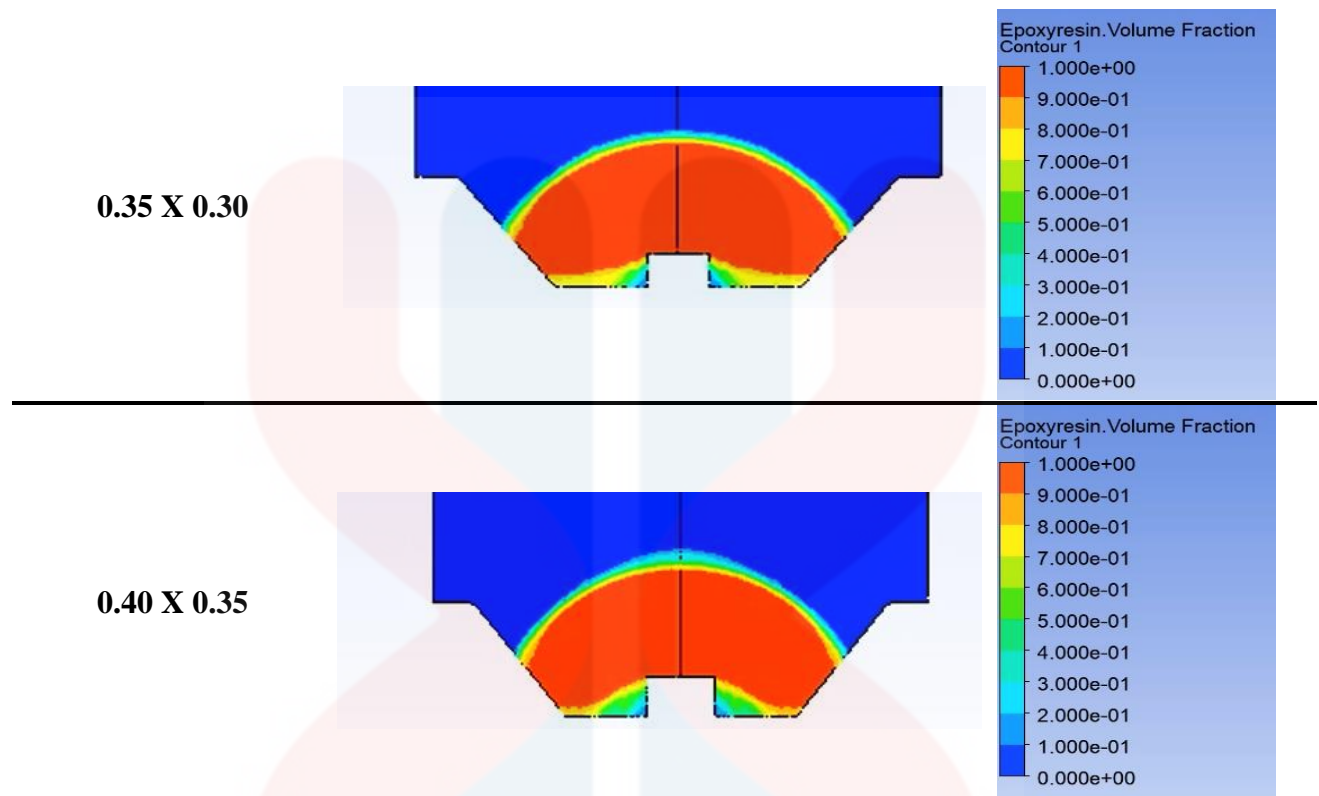 Epoxyresin.Volume Fraction
Contour 1
1.000e+00
9.000e-01
8.000e-01
7.000e-01
6.000e-01
5.000e-01
4.000e-01
3.000e-01
2.000e-01
1.000e-01
0.000e+00
0.35 X 0.30
Epoxyresin.Volume Fraction
Contour 1
1.000e+00
9.000e-01
8.000e-01
7.000e-01
6.000e-01
5.000e-01
4.000e-01
3.000e-01
2.000e-01
1.000e-01
0.000e+00
0.40 X 0.35